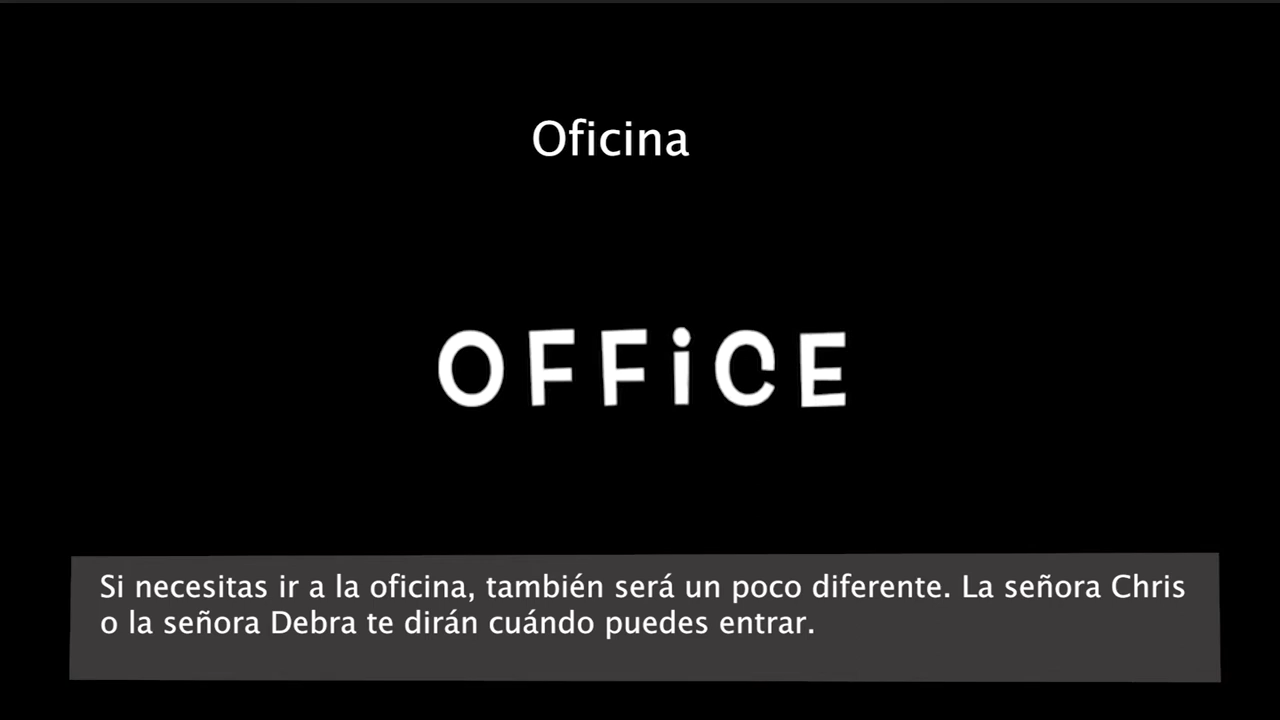 Oficina
OFFiCE
Si necesitas ir a la oficina, también será un poco diferente. La señora Chris
o la señora Debra te dirán cuándo puedes entrar.